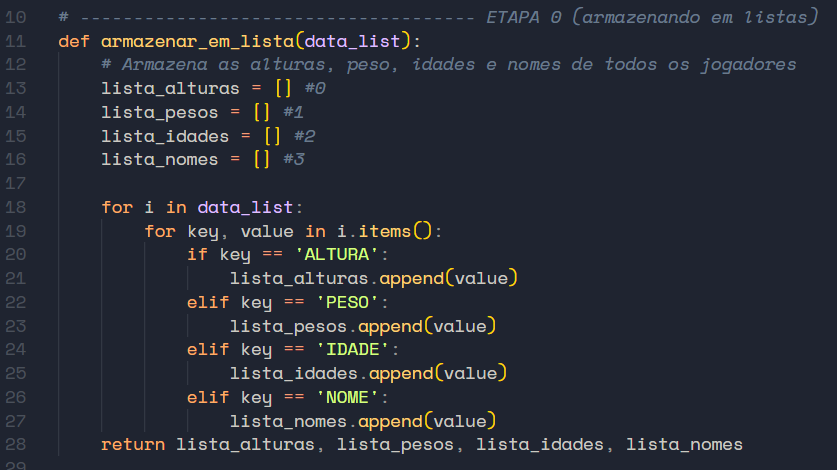 10 # ------------------------------------- ETAPA 0 (armazenando em listas)
11 def armazenar_em_lista(data_list):
12     # Armazena as alturas, peso, idades e nomes de todos os jogadores
13     lista_alturas = [] #0
14     lista_pesos = [] #1
15     lista_idades = [] #2
16     lista_nomes = [] #3
17
18     for i in data_list:
19         for key, value in i.items():
20             if key == 'ALTURA':
21                 lista_alturas.append(value)
22             elif key == 'PESO':
23                 lista_pesos.append(value)
24             elif key == 'IDADE':
25                 lista_idades.append(value)
26             elif key == 'NOME':
27                 lista_nomes.append(value)
28     return lista_alturas, lista_pesos, lista_idades, lista_nomes
29